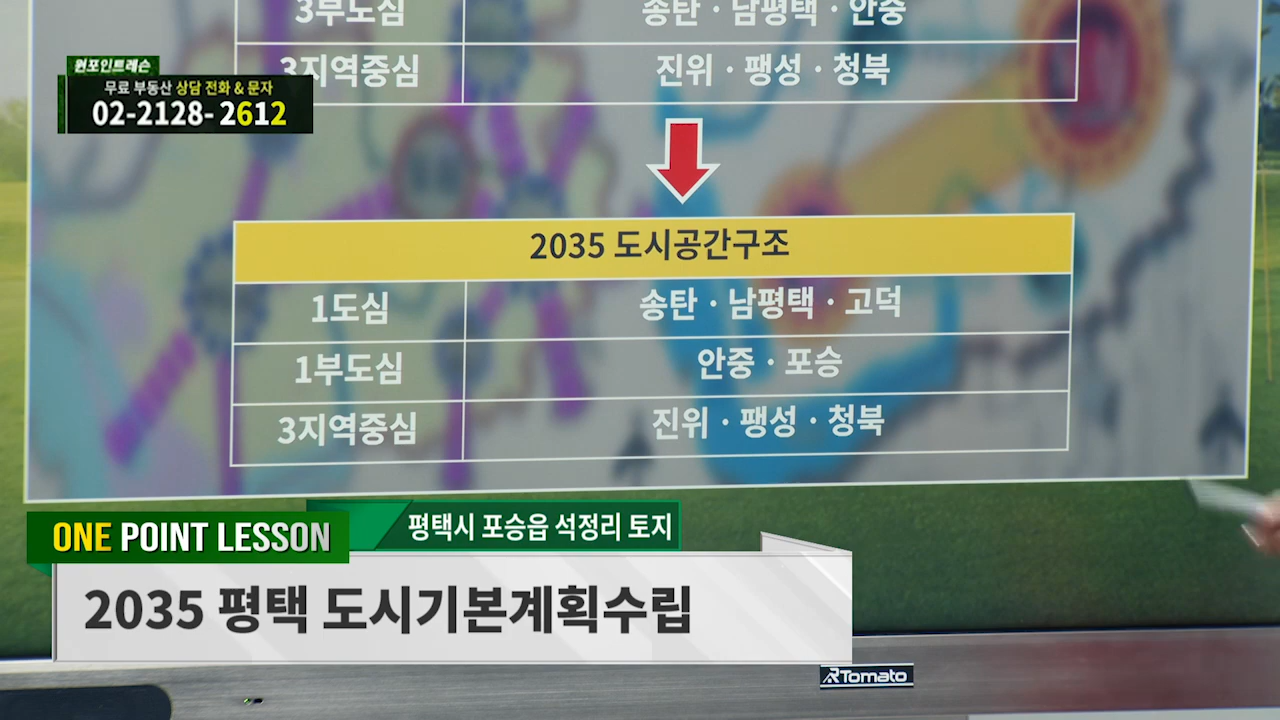 3부도심 송탄·남평택·안중
3지역중심 진위·팽성·청북
원포인트레슨
무료 부동산 상담 전화 & 문자
02-2128-2612
2035 도시공간구조
1도심 송탄·남평택·고덕
1부도심 안중·포승
3지역중심 진위·팽성·청북
평택시 포승읍 석정리 토지
ONE POINT LESSON
2035 평택 도시기본계획수립
RTomato